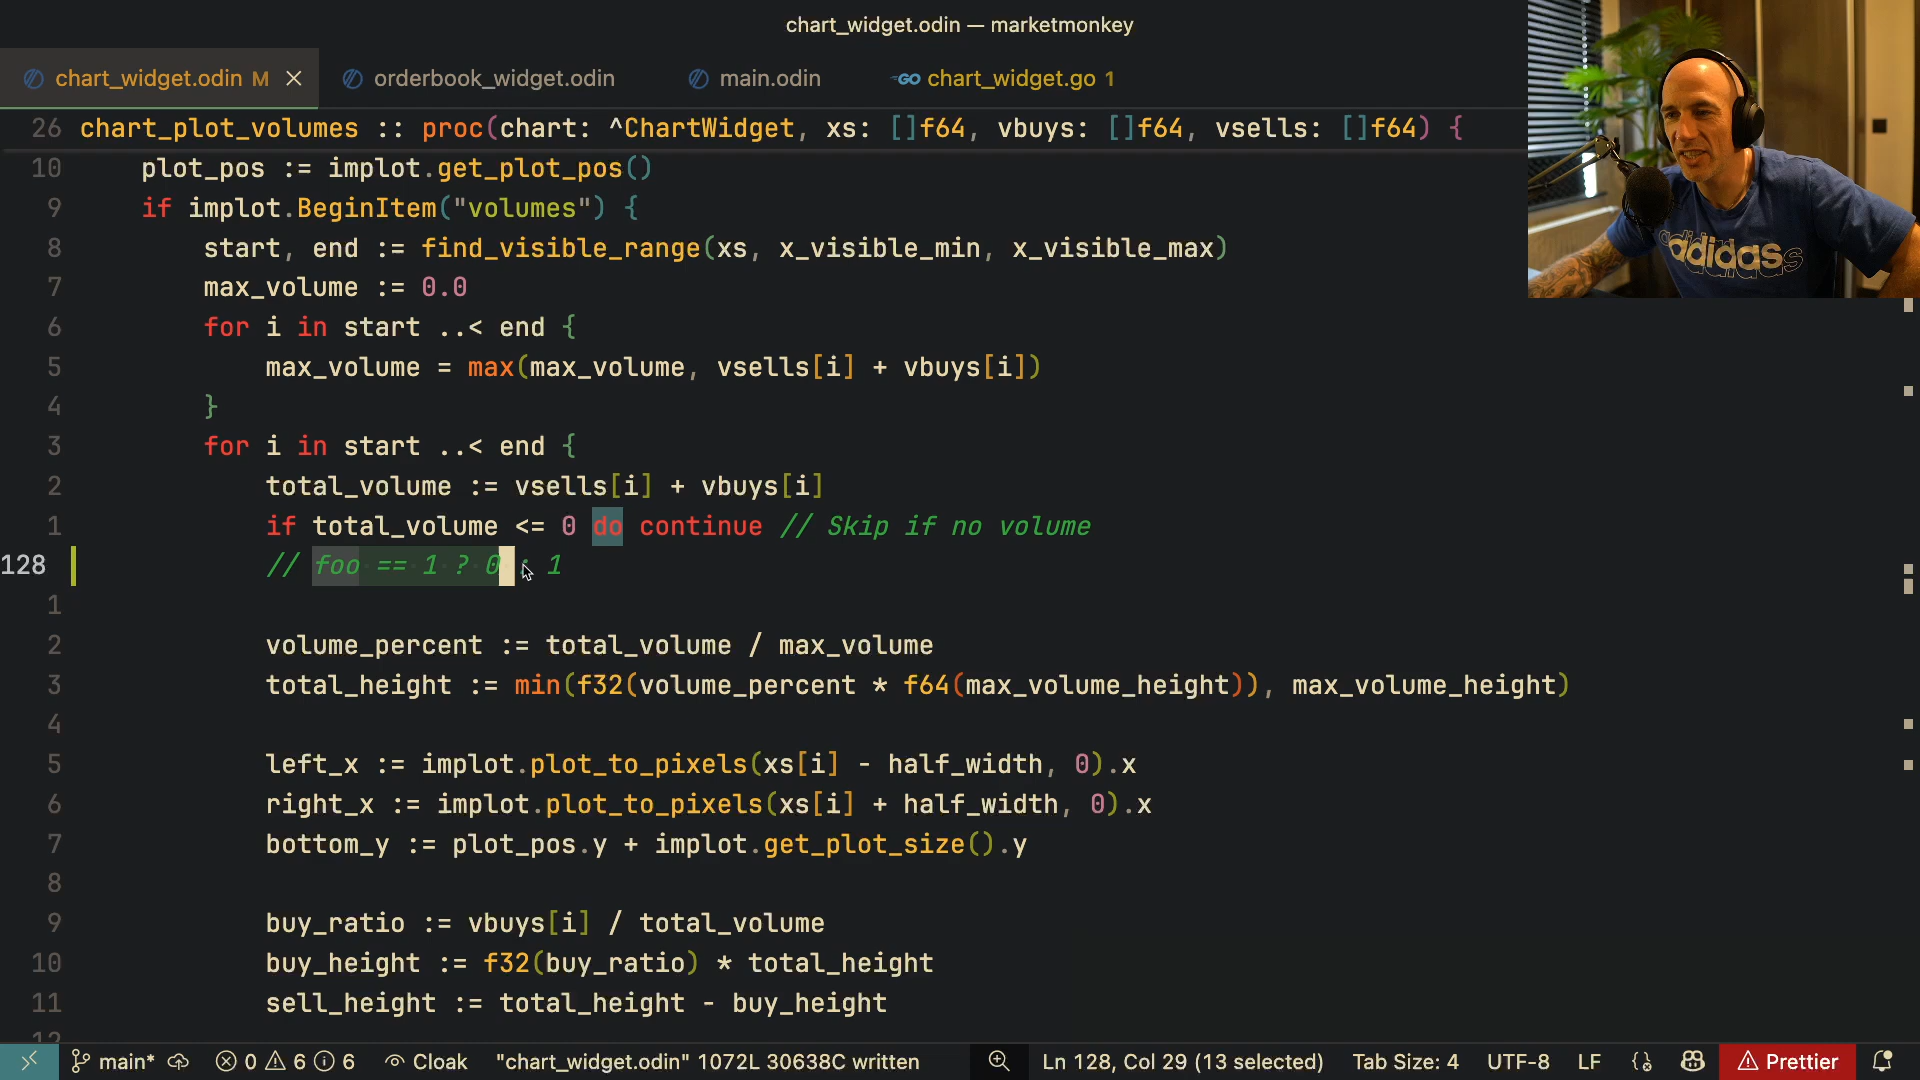 chart_widget.odin — marketmonkey
chart_widget.odin M
orderbook_widget.odin
main.odin
GO chart_widget.go 1
26 chart_plot_volumes :: proc(chart: ^ChartWidget, xs: []f64, vbuys: []f64, vsells: []f64) {
10 plot_pos := implot.get_plot_pos()
9 if implot.BeginItem("volumes") {
8 start, end := find_visible_range(xs, x_visible_min, x_visible_max)
7 max_volume := 0.0
6 for i in start ..< end {
5 max_volume = max(max_volume, vsells[i] + vbuys[i])
4 }
3 for i in start ..< end {
2 total_volume := vsells[i] + vbuys[i]
1 if total_volume <= 0 do continue // Skip if no volume
128 // foo == 1 ? 0 : 1
1
2 volume_percent := total_volume / max_volume
3 total_height := min(f32(volume_percent * f64(max_volume_height)), max_volume_height)
4
5 left_x := implot.plot_to_pixels(xs[i] - half_width, 0).x
6 right_x := implot.plot_to_pixels(xs[i] + half_width, 0).x
7 bottom_y := plot_pos.y + implot.get_plot_size().y
8
9 buy_ratio := vbuys[i] / total_volume
10 buy_height := f32(buy_ratio) * total_height
11 sell_height := total_height - buy_height
12
adidas
main* 0 6 6 Cloak "chart_widget.odin" 1072L 30638C written Ln 128, Col 29 (13 selected) Tab Size: 4 UTF-8 LF Prettier